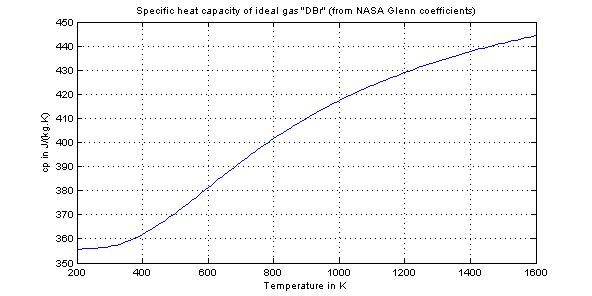 Specific heat capacity of ideal gas "DBr" (from NASA Glenn coefficients)
450
440
430
420
410
400
390
380
370
360
350
cp in J/(kg.K)
200 400 600 800 1000 1200 1400 1600
Temperature in K